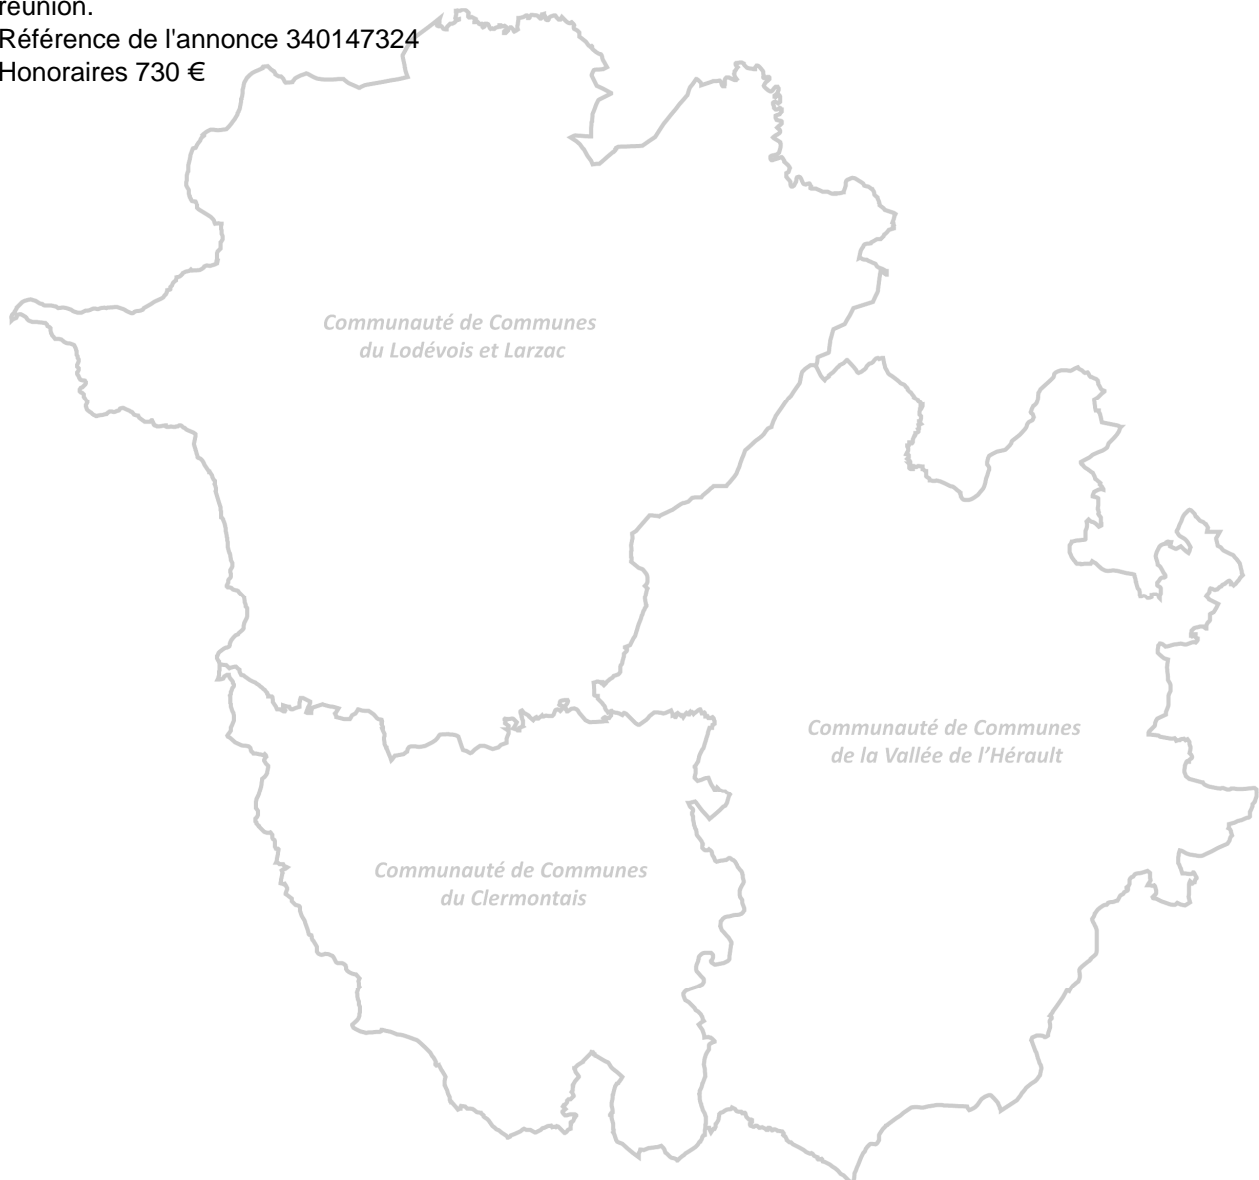 réunion.
Référence de l'annonce 340147324
Honoraires 730 €
Communauté de Communes
du Lodévois et Larzac
Communauté de Communes
de la Vallée de l’Hérault
Communauté de Communes
du Clermontais